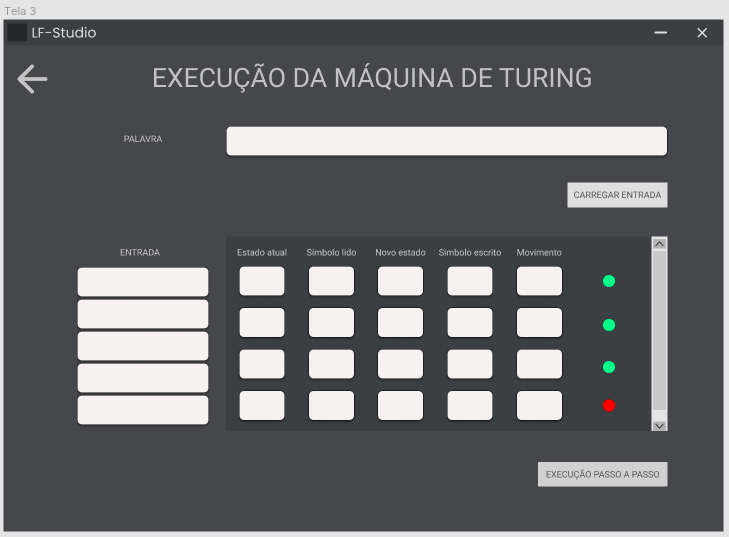 Tela 3
LF-Studio
EXECUÇÃO DA MÁQUINA DE TURING
PALAVRA
CARREGAR ENTRADA
ENTRADA
Estado atual Símbolo lido Novo estado Simbolo escrito Movimento
EXECUÇÃO PASSO A PASSO